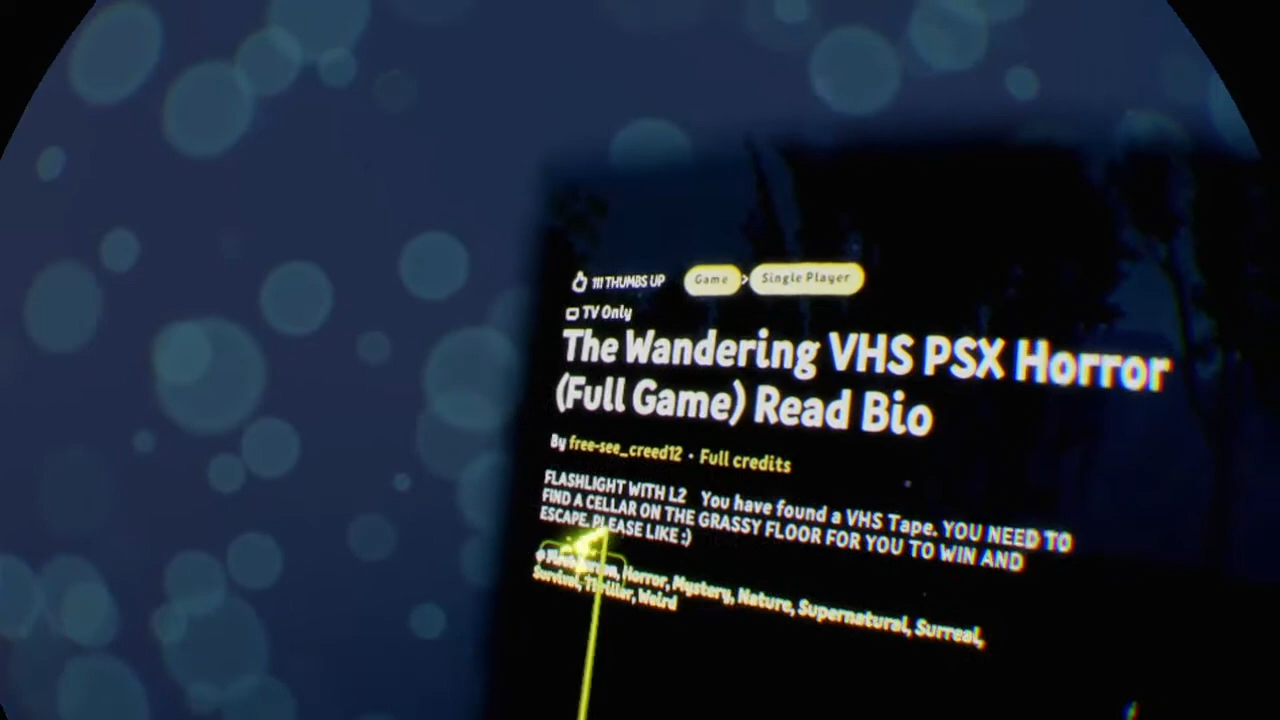 111 THUMBS UP Game > Single Player
TV Only
The Wandering VHS PSX Horror
(Full Game) Read Bio
By free-see_creed12 · Full credits
FLASHLIGHT WITH L2 You have found a VHS Tape. YOU NEED TO
FIND A CELLAR ON THE GRASSY FLOOR FOR YOU TO WIN AND
ESCAPE. PLEASE LIKE :)
Horror, Mystery, Nature, Supernatural, Surreal,
Survival, Thriller, Weird